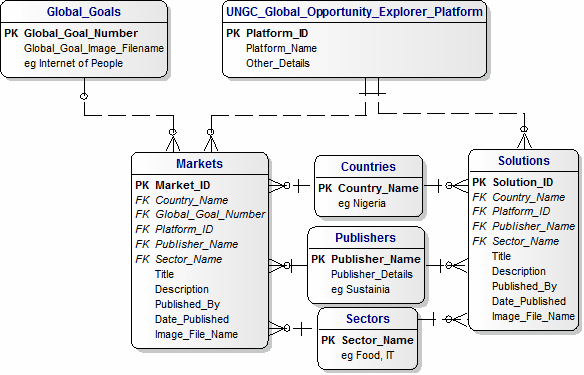 Global_Goals
PK Global_Goal_Number
Global_Goal_Image_Filename
eg Internet of People
UNGC_Global_Opportunity_Explorer_Platform
PK Platform_ID
Platform_Name
Other_Details
Markets
PK Market_ID
FK Country_Name
FK Global_Goal_Number
FK Platform_ID
FK Publisher_Name
FK Sector_Name
Title
Description
Published_By
Date_Published
Image_File_Name
Countries
PK Country_Name
eg Nigeria
Publishers
PK Publisher_Name
Publisher_Details
eg Sustainia
Sectors
PK Sector_Name
eg Food, IT
Solutions
PK Solution_ID
FK Country_Name
FK Platform_ID
FK Publisher_Name
FK Sector_Name
Title
Description
Published_By
Date_Published
Image_File_Name